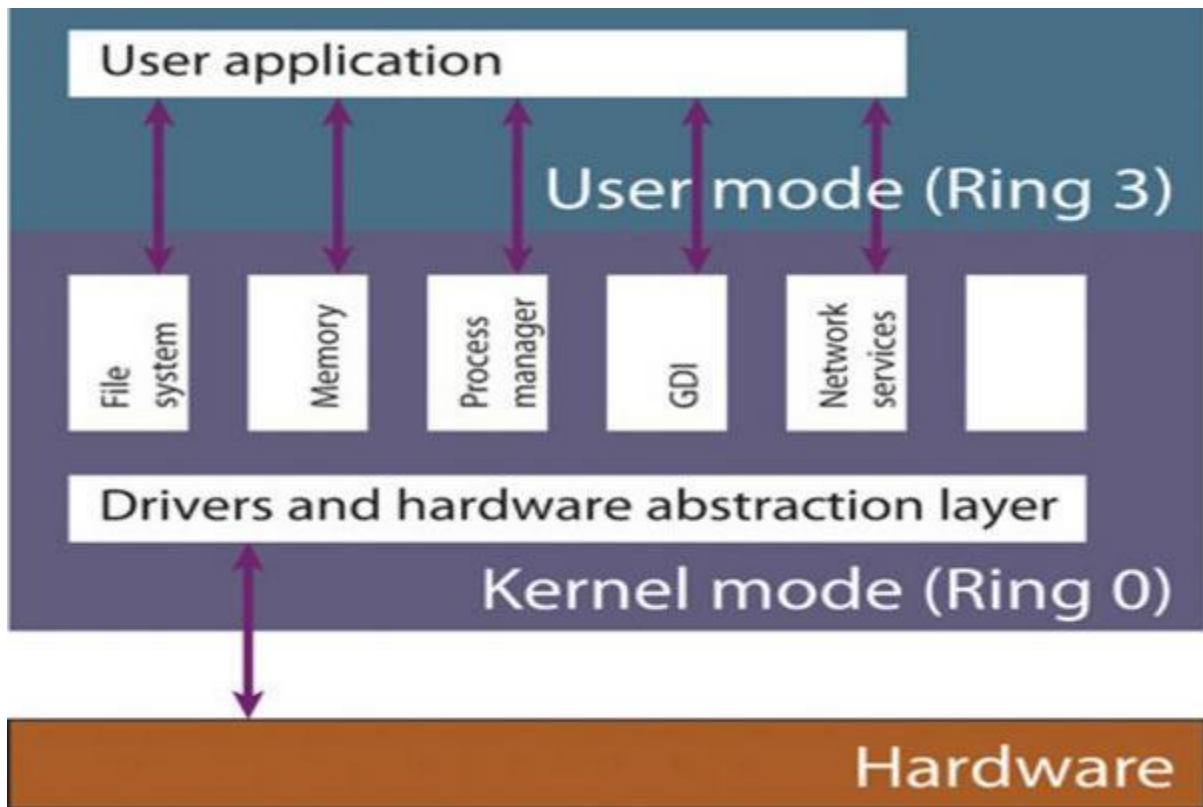 User application
User mode (Ring 3)
File
system
Memory
Process
manager
GDI
Network
services
Drivers and hardware abstraction layer
Kernel mode (Ring 0)
Hardware